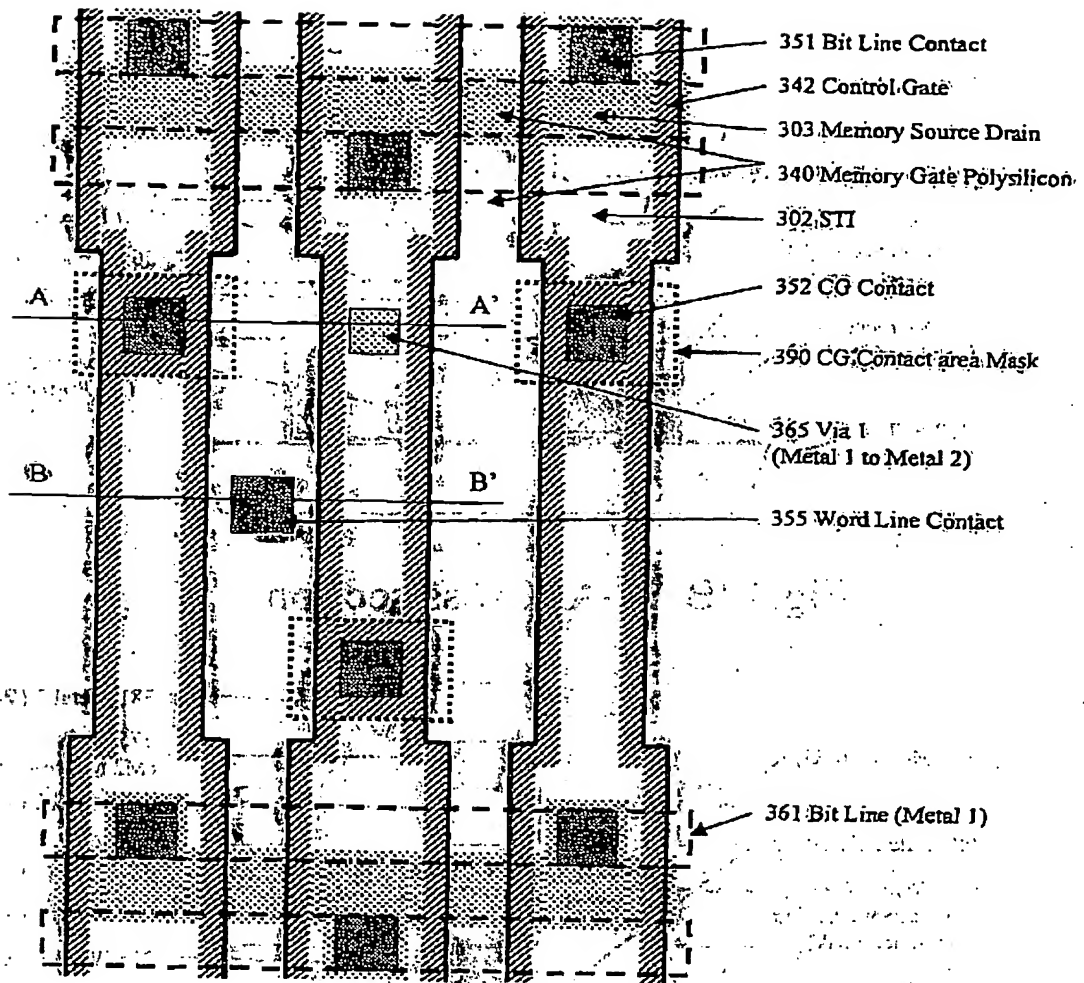 351 Bit Line Contact
342 Control Gate
303 Memory Source Drain
340 Memory Gate Polysilicon
302 STI
352 CG Contact
A
A'
390 CG Contact area Mask
365 Via 1
(Metal 1 to Metal 2)
B
B'
355 Word Line Contact
361 Bit Line (Metal 1)